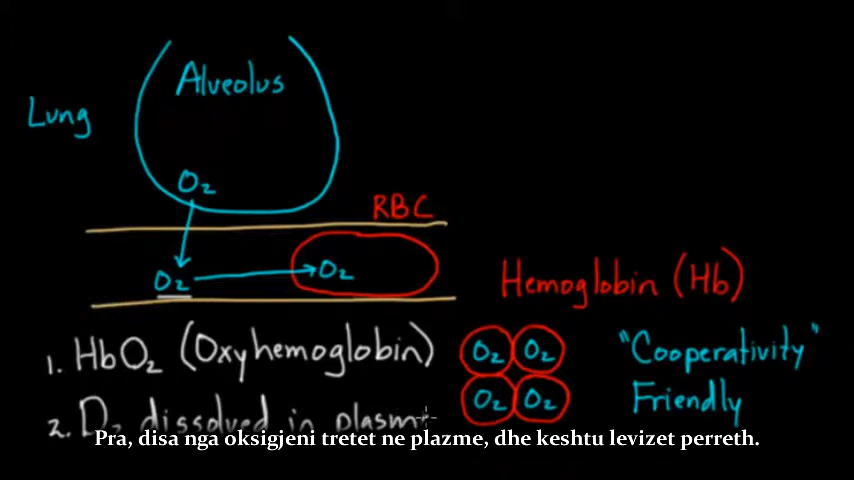 Alveolus
Lung
O₂
RBC
O₂ O₂
Hemoglobin (Hb)
1. HbO₂ (Oxyhemoglobin)
O₂ O₂
"Cooperativity"
O₂ O₂
Friendly
2. O₂ dissolved in plasma
Pra, disa nga oksigjeni tretet ne plazme, dhe keshtu levizet perreth.